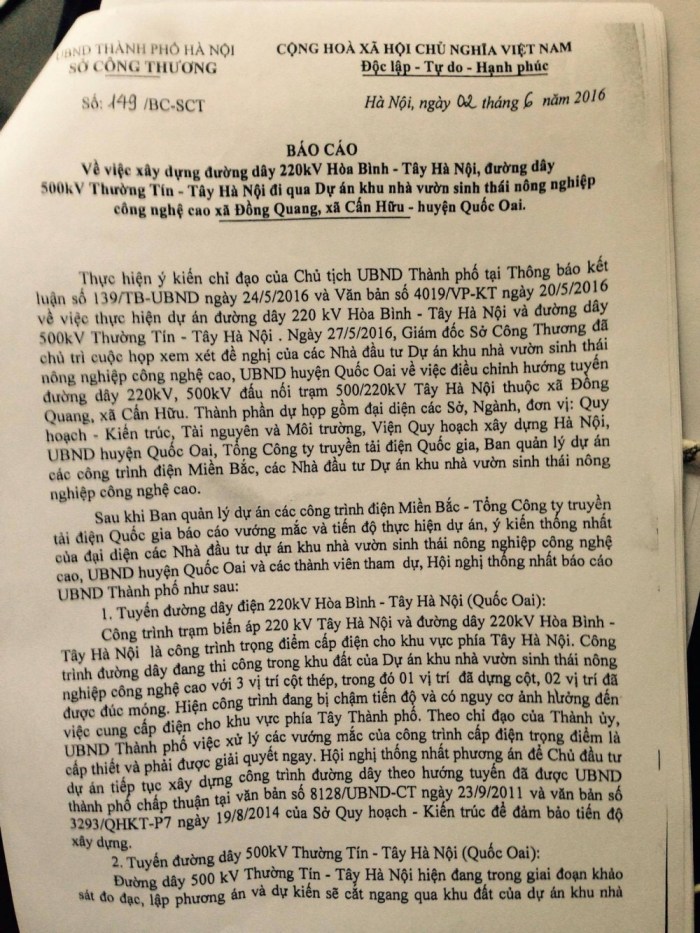 UBND THÀNH PHỐ HÀ NỘI
SỞ CÔNG THƯƠNG
Số: 149 /BC-SCT
CỘNG HOÀ XÃ HỘI CHỦ NGHĨA VIỆT NAM
Độc lập - Tự do - Hạnh phúc
Hà Nội, ngày 02 tháng 6 năm 2016
BÁO CÁO
Về việc xây dựng đường dây 220kV Hòa Bình - Tây Hà Nội, đường dây
500kV Thường Tín - Tây Hà Nội đi qua Dự án khu nhà vườn sinh thái nông nghiệp
công nghệ cao xã Đồng Quang, xã Cấn Hữu - huyện Quốc Oai.
Thực hiện ý kiến chỉ đạo của Chủ tịch UBND Thành phố tại Thông báo kết
luận số 139/TB-UBND ngày 24/5/2016 và Văn bản số 4019/VP-KT ngày 20/5/2016
về việc thực hiện dự án đường dây 220 kV Hòa Bình - Tây Hà Nội và đường dây
500kV Thường Tín - Tây Hà Nội . Ngày 27/5/2016, Giám đốc Sở Công Thương đã
chủ trì cuộc họp xem xét đề nghị của các Nhà đầu tư Dự án khu nhà vườn sinh thái
nông nghiệp công nghệ cao, UBND huyện Quốc Oai về việc điều chỉnh hướng tuyến
đường dây 220kV, 500kV đấu nối trạm 500/220kV Tây Hà Nội thuộc xã Đồng
Quang, xã Cấn Hữu. Thành phần dự họp gồm đại diện các Sở, Ngành, đơn vị: Quy
hoạch - Kiến trúc, Tài nguyên và Môi trường, Viện Quy hoạch xây dựng Hà Nội,
UBND huyện Quốc Oai, Tổng Công ty truyền tải điện Quốc gia, Ban quản lý dự án
các công trình điện Miền Bắc, các Nhà đầu tư Dự án khu nhà vườn sinh thái nông
nghiệp công nghệ cao.
Sau khi Ban quản lý dự án các công trình điện Miền Bắc - Tổng Công ty truyền
tải điện Quốc gia báo cáo vướng mắc và tiến độ thực hiện dự án, ý kiến thống nhất
của đại diện các Nhà đầu tư dự án khu nhà vườn sinh thái nông nghiệp công nghệ
cao, UBND huyện Quốc Oai và các thành viên tham dự, Hội nghị thống nhất báo cáo
UBND Thành phố như sau:
1. Tuyến đường dây điện 220kV Hòa Bình - Tây Hà Nội (Quốc Oai):
Công trình trạm biến áp 220 kV Tây Hà Nội và đường dây 220kV Hòa Bình -
Tây Hà Nội là công trình trọng điểm cấp điện cho khu vực phía Tây Hà Nội. Công
trình đường dây đang thi công trong khu đất của Dự án khu nhà vườn sinh thái nông
nghiệp công nghệ cao với 3 vị trí cột thép, trong đó 01 vị trí đã dựng cột, 02 vị trí đã
được đúc móng. Hiện công trình đang bị chậm tiến độ và có nguy cơ ảnh hưởng đến
việc cung cấp điện cho khu vực phía Tây Thành phố. Theo chỉ đạo của Thành ủy,
UBND Thành phố việc xử lý các vướng mắc của công trình cấp điện trọng điểm là
cấp thiết và phải được giải quyết ngay. Hội nghị thống nhất phương án để Chủ đầu tư
dự án tiếp tục xây dựng công trình đường dây theo hướng tuyến đã được UBND
thành phố chấp thuận tại văn bản số 8128/UBND-CT ngày 23/9/2011 và văn bản số
3293/QHKT-P7 ngày 19/8/2014 của Sở Quy hoạch - Kiến trúc để đảm bảo tiến độ
xây dựng.
2. Tuyến đường dây 500kV Thường Tín - Tây Hà Nội (Quốc Oai):
Đường dây 500 kV Thường Tín - Tây Hà Nội hiện đang trong giai đoạn khảo
sát đo đạc, lập phương án và dự kiến sẽ cắt ngang qua khu đất của dự án khu nhà